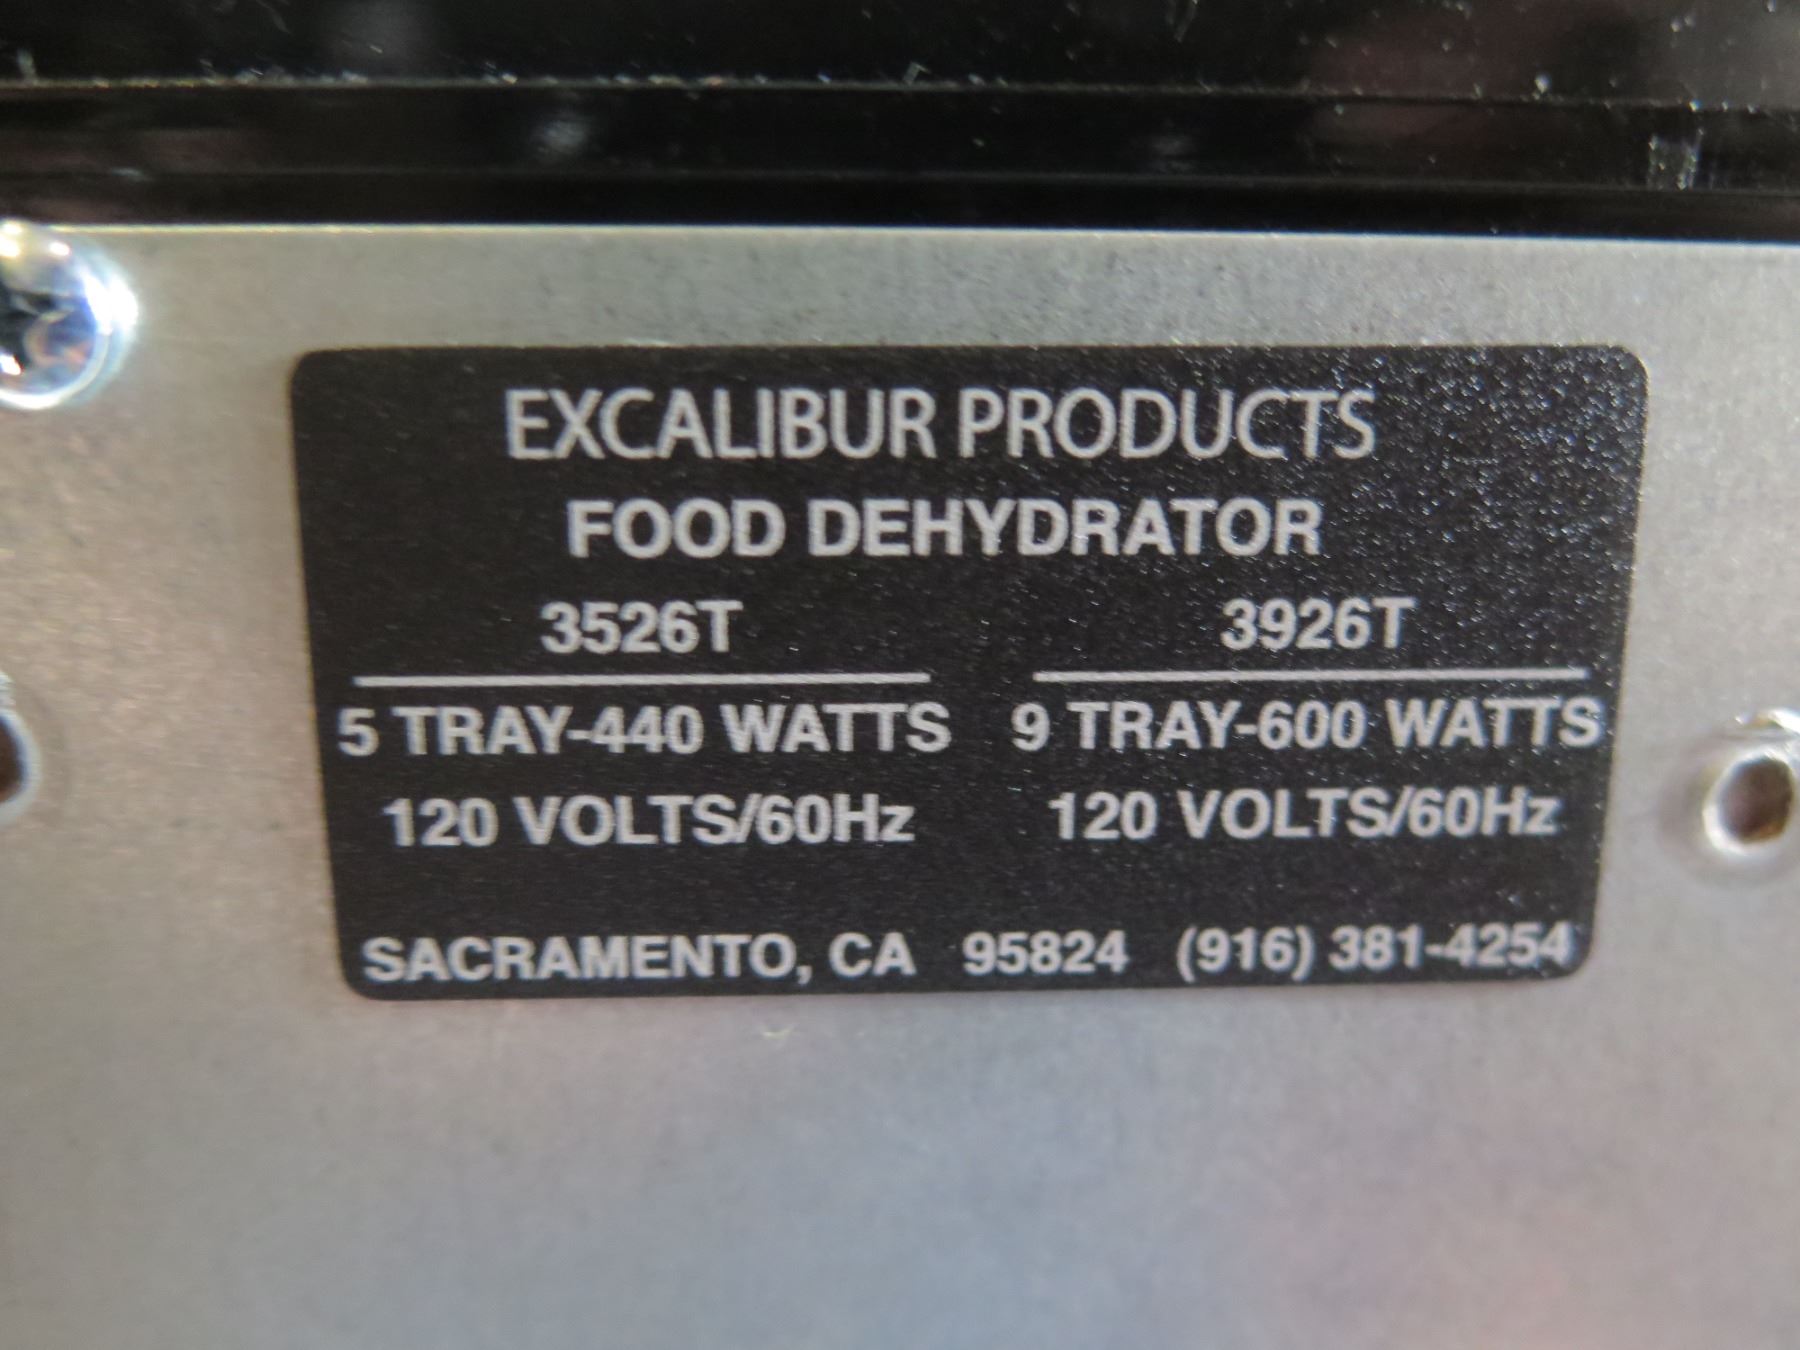 EXCALIBUR PRODUCTS
FOOD DEHYDRATOR
3526T 3926T
5 TRAY-440 WATTS 9 TRAY-600 WATTS
120 VOLTS/60Hz 120 VOLTS/60Hz
SACRAMENTO, CA 95824 (916) 381-4254